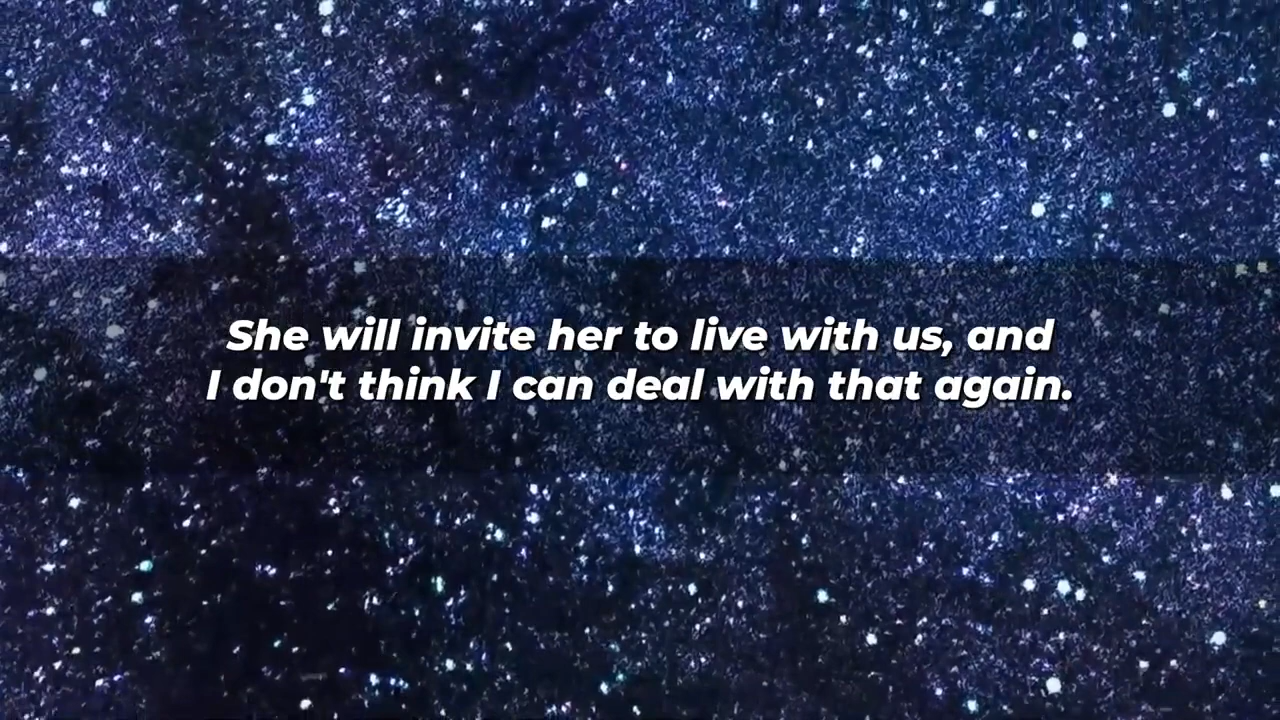 She will invite her to live with us, and
I don't think I can deal with that again.